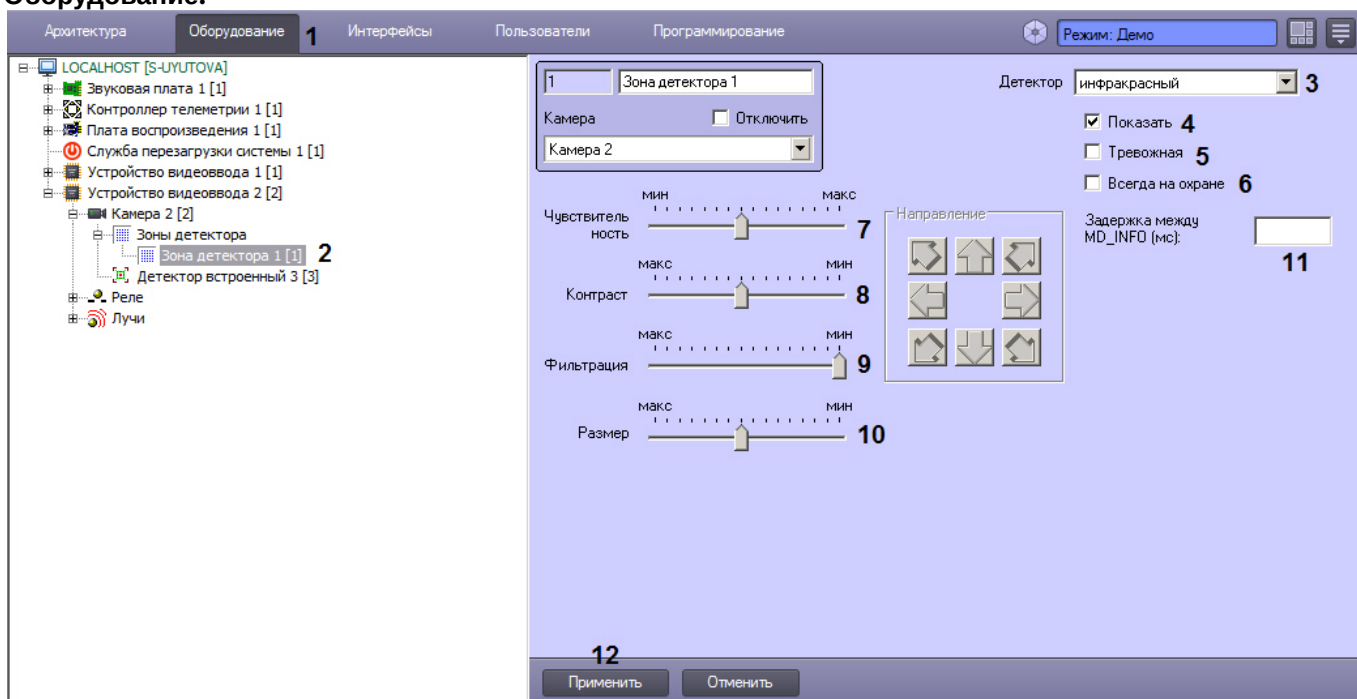 Оборудование.
Архитектура Оборудование 1 Интерфейсы Пользователи Программирование Режим: Демо
LOCALHOST [S-UYUTOVA]
Звуковая плата 1 [1]
Контроллер телеметрии 1 [1]
Плата воспроизведения 1 [1]
Служба перезагрузки системы 1 [1]
Устройство видеоввода 1 [1]
Устройство видеоввода 2 [2]
Камера 2 [2]
Зоны детектора
Зона детектора 1 [1] 2
Детектор встроенный 3 [3]
Реле
Лучи
1 Зона детектора 1
Камера Отключить
Камера 2
Детектор инфракрасный 3
Показать 4
Тревожная 5
Всегда на охране 6
Задержка между
MD_INFO (мс):
11
мин макс
Чувствитель
ность 7
макс мин
Контраст 8
макс мин
Фильтрация 9
макс мин
Размер 10
Направление
12
Применить Отменить